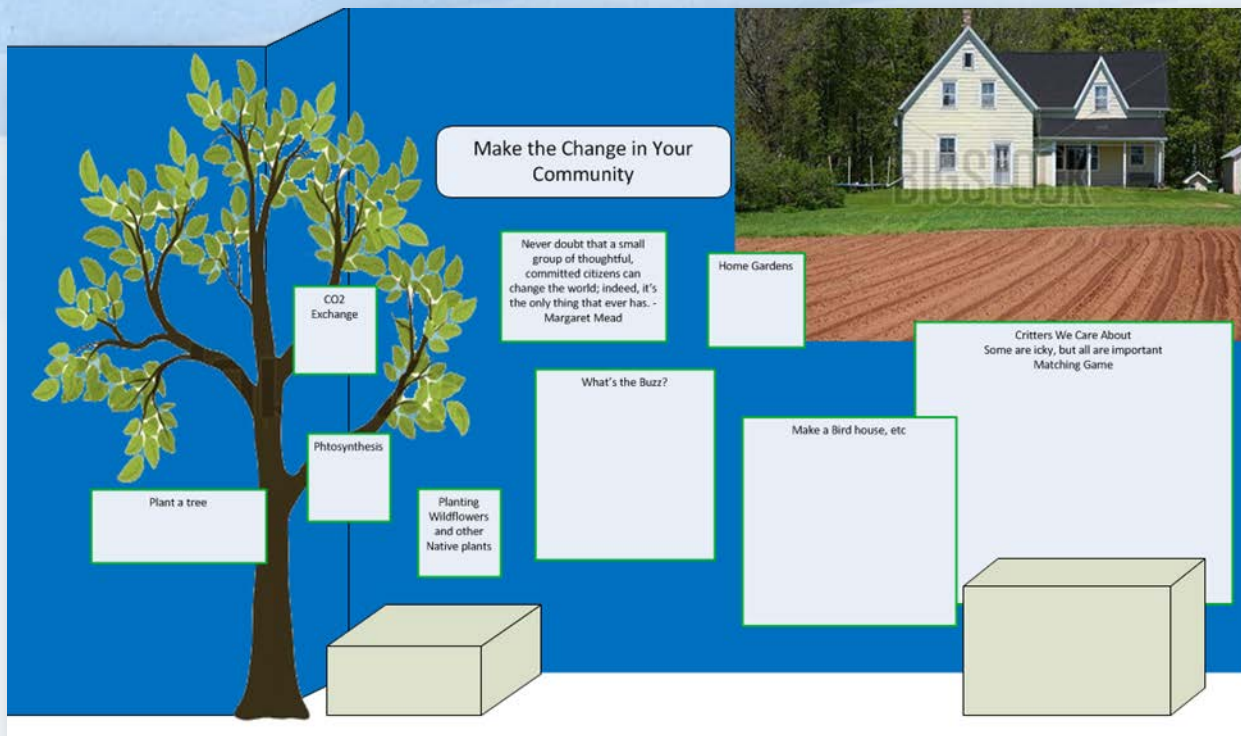 Make the Change in Your
Community
BIGSTOCK
Never doubt that a small
group of thoughtful,
committed citizens can
change the world; indeed, it's
the only thing that ever has. -
Margaret Mead
Home Gardens
CO2
Exchange
Critters We Care About
Some are icky, but all are important
Matching Game
What's the Buzz?
Make a Bird house, etc
Phtosynthesis
Plant a tree
Planting
Wildflowers
and other
Native plants